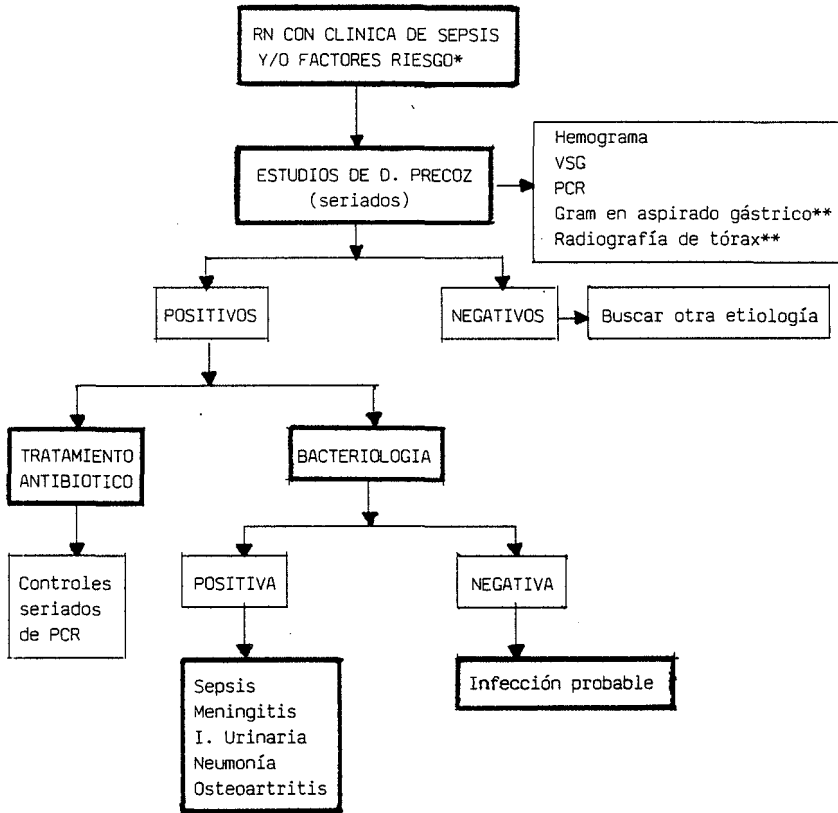 RN CON CLINICA DE SEPSIS
Y/O FACTORES RIESGO*
ESTUDIOS DE D. PRECOZ
(seriados)
Hemograma
VSG
PCR
Gram en aspirado gástrico**
Radiografía de tórax**
POSITIVOS
NEGATIVOS
Buscar otra etiología
TRATAMIENTO
ANTIBIOTICO
BACTERIOLOGIA
Controles
seriados
de PCR
POSITIVA
NEGATIVA
Sepsis
Meningitis
I. Urinaria
Neumonía
Osteoartritis
Infección probable